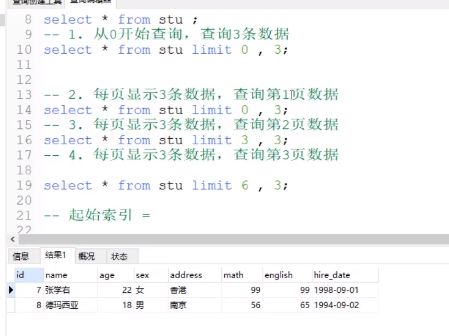 查询创建工具 查询编辑器
8 select * from stu ;
9 -- 1. 从0开始查询，查询3条数据
10 select * from stu limit 0 , 3;
11
12
13 -- 2. 每页显示3条数据，查询第1页数据
14 select * from stu limit 0 , 3;
15 -- 3. 每页显示3条数据，查询第2页数据
16 select * from stu limit 3 , 3;
17 -- 4. 每页显示3条数据，查询第3页数据
18
19 select * from stu limit 6 , 3;
20
21 -- 起始索引 =
22
信息 结果1 概况 状态
id name age sex address math english hire_date
7 张学右 22 女 香港 99 99 1998-09-01
8 德玛西亚 18 男 南京 56 65 1994-09-02